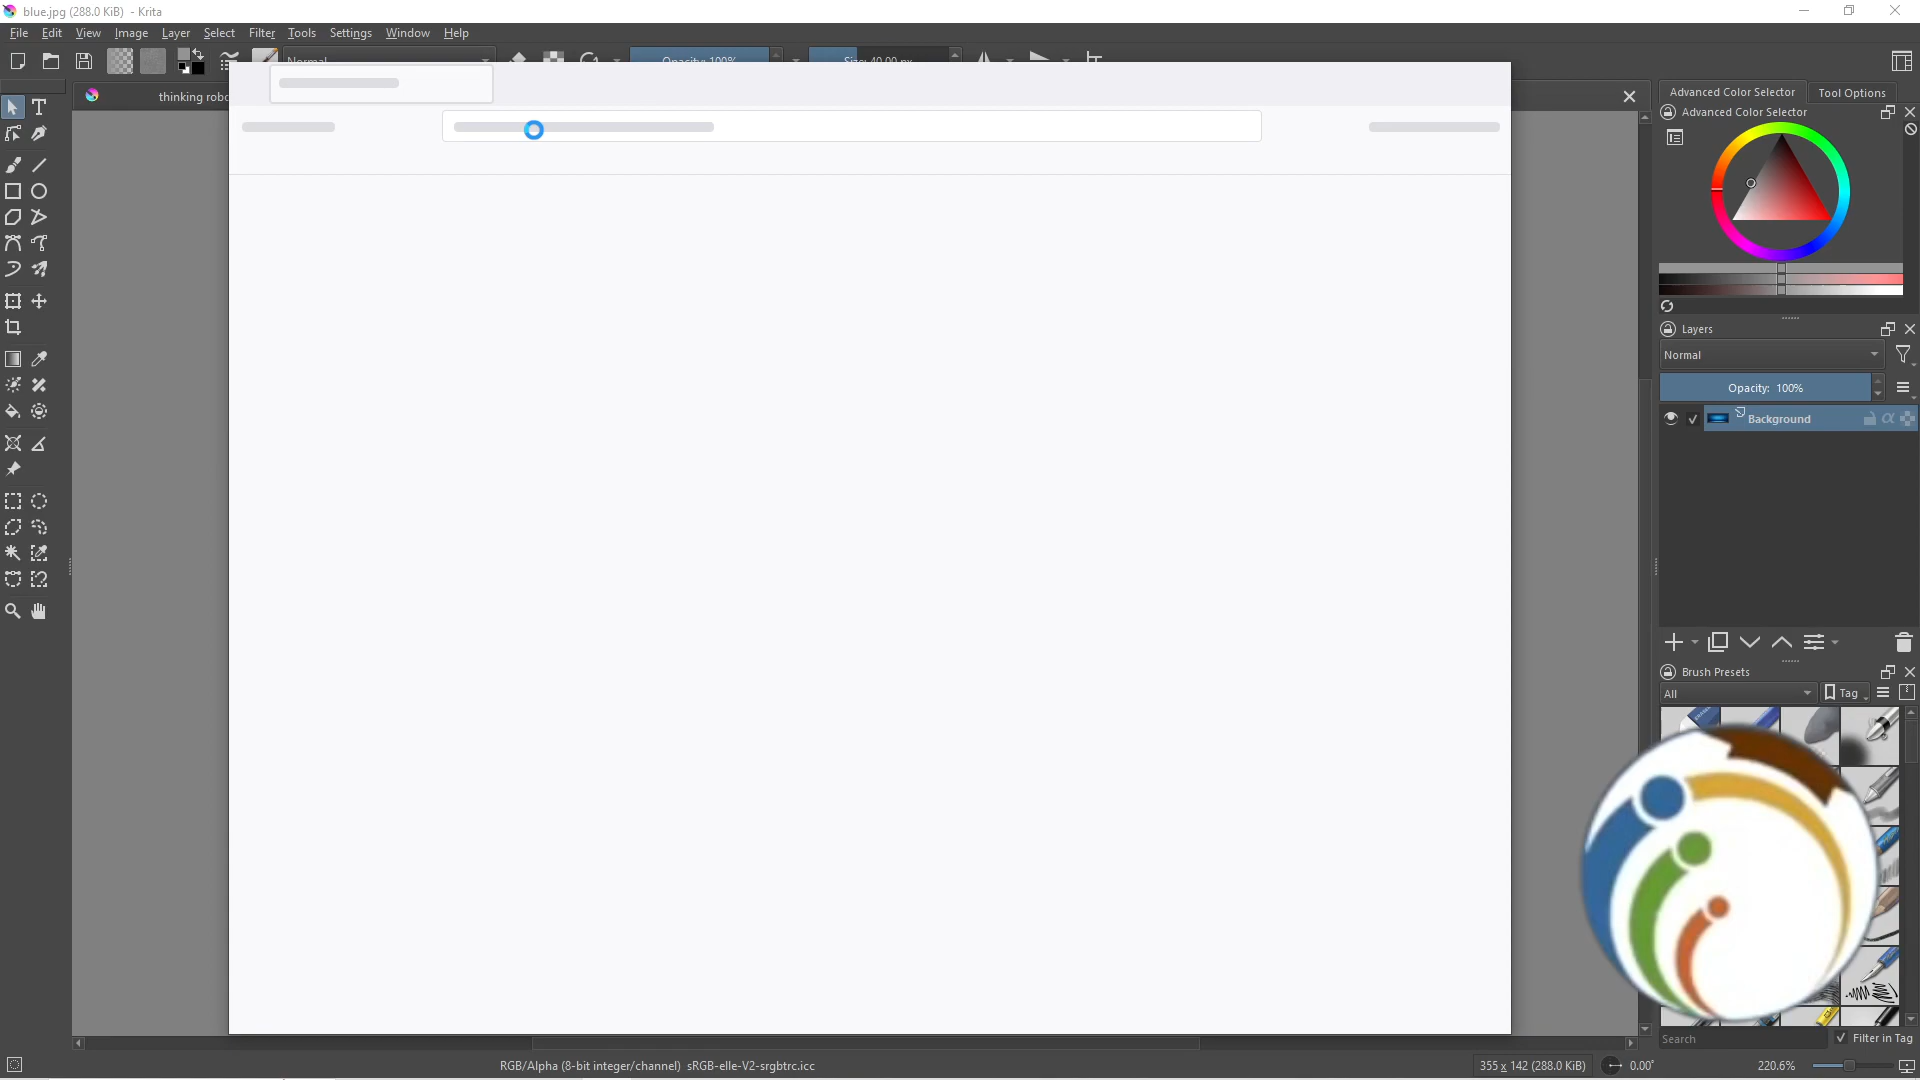 blue.jpg (288.0 KiB)  - Krita
File Edit View Image Layer Select Filter Tools Settings Window Help
thinking robo
Advanced Color Selector Tool Options
Advanced Color Selector
Layers
Normal
Opacity: 100%
Background
Brush Presets
All Tag
Search Filter in Tag
RGB/Alpha (8-bit integer/channel)  sRGB-elle-V2-srgbtrc.icc 355 x 142 (288.0 KiB) 0.00° 220.6%